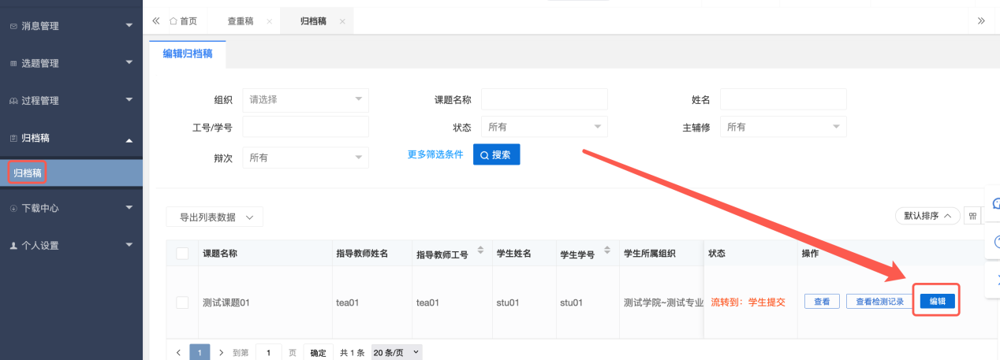 消息管理
选题管理
过程管理
归档稿
归档稿
下载中心
个人设置
首页 查重稿 归档稿
编辑归档稿
组织 请选择 课题名称 姓名
工号/学号 状态 所有 主辅修 所有
辩次 所有 更多筛选条件 搜索
导出列表数据 默认排序
课题名称 指导教师姓名 指导教师工号 学生姓名 学生学号 学生所属组织 状态 操作
测试课题01 tea01 tea01 stu01 stu01 测试学院~测试专业 流转到：学生提交 查看 查看检测记录 编辑
1 到第 1 页 确定 共 1 条 20 条/页